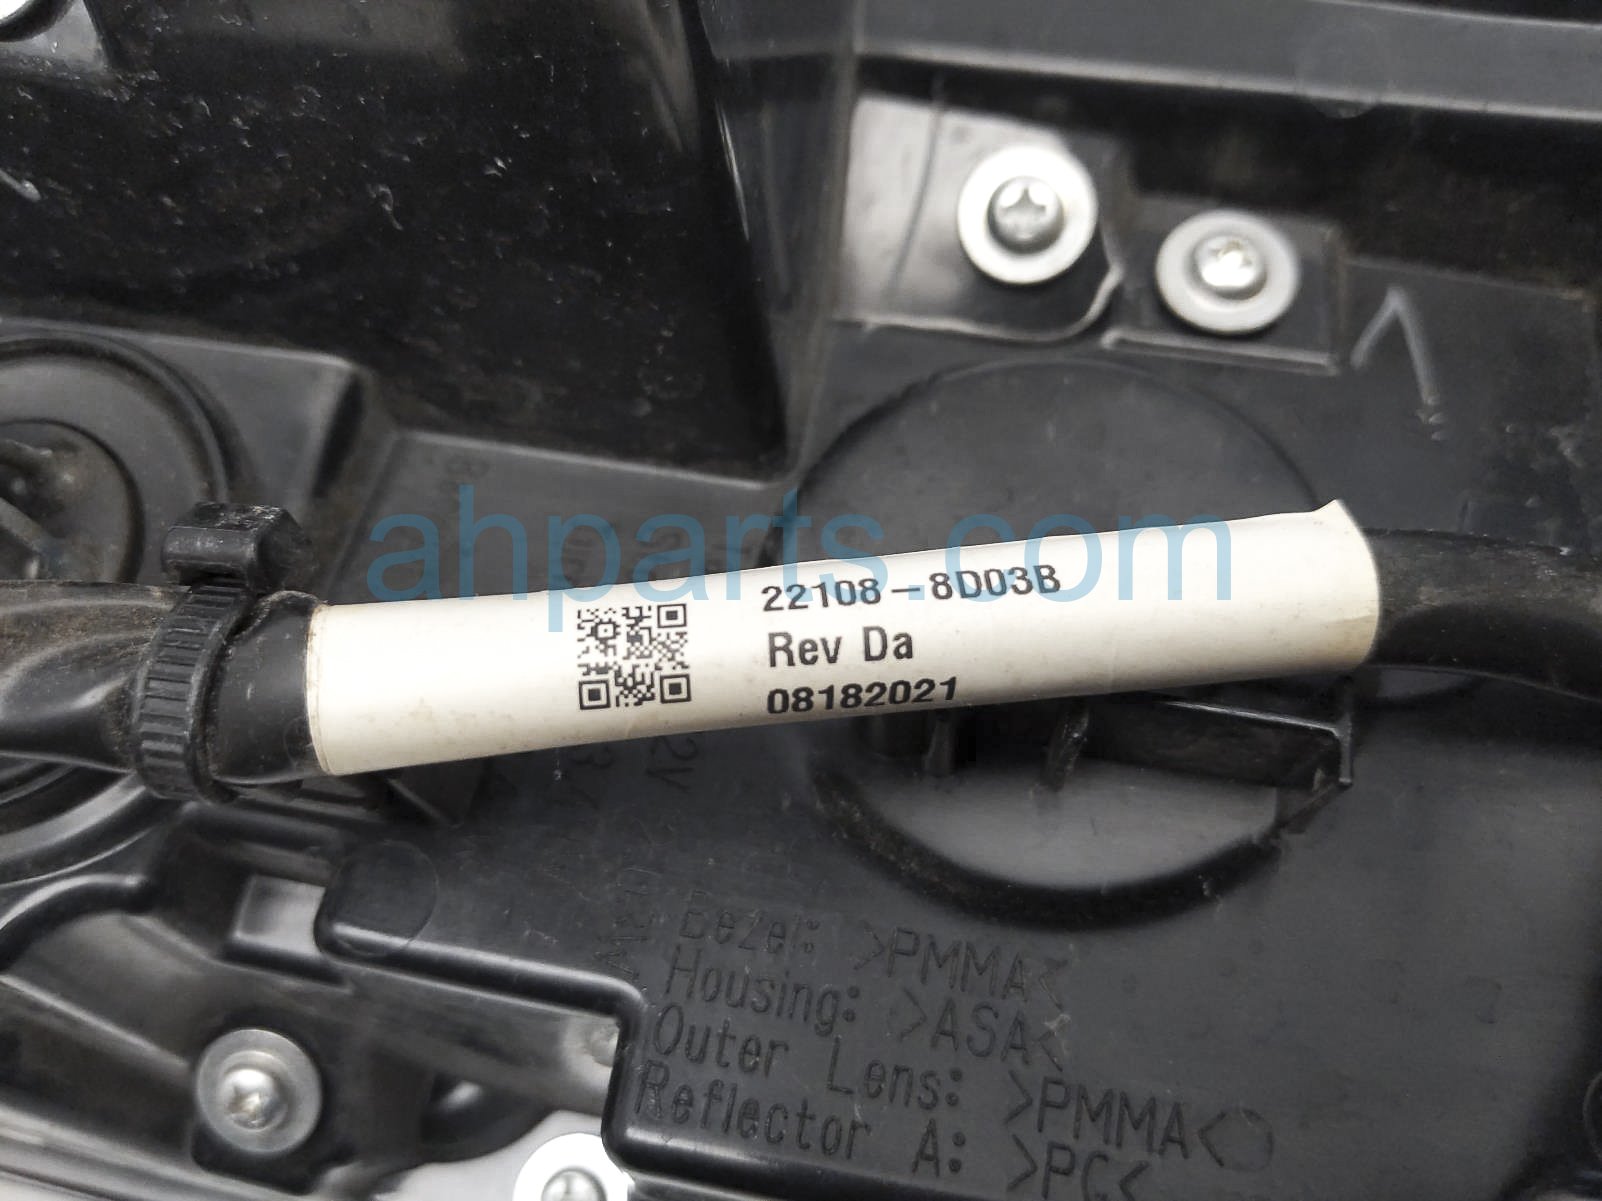 ahparts.com
22108-8D03B
Rev Da
08182021
Bezel: >PMMA<
Housing: >ASA<
Outer Lens: >PMMA<
Reflector A: >PC<